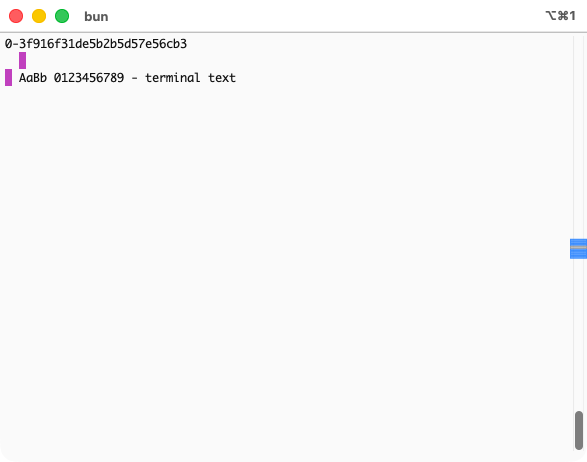 bun
⌥⌘1
0-3f916f31de5b2b5d57e56cb3
AaBb 0123456789 - terminal text